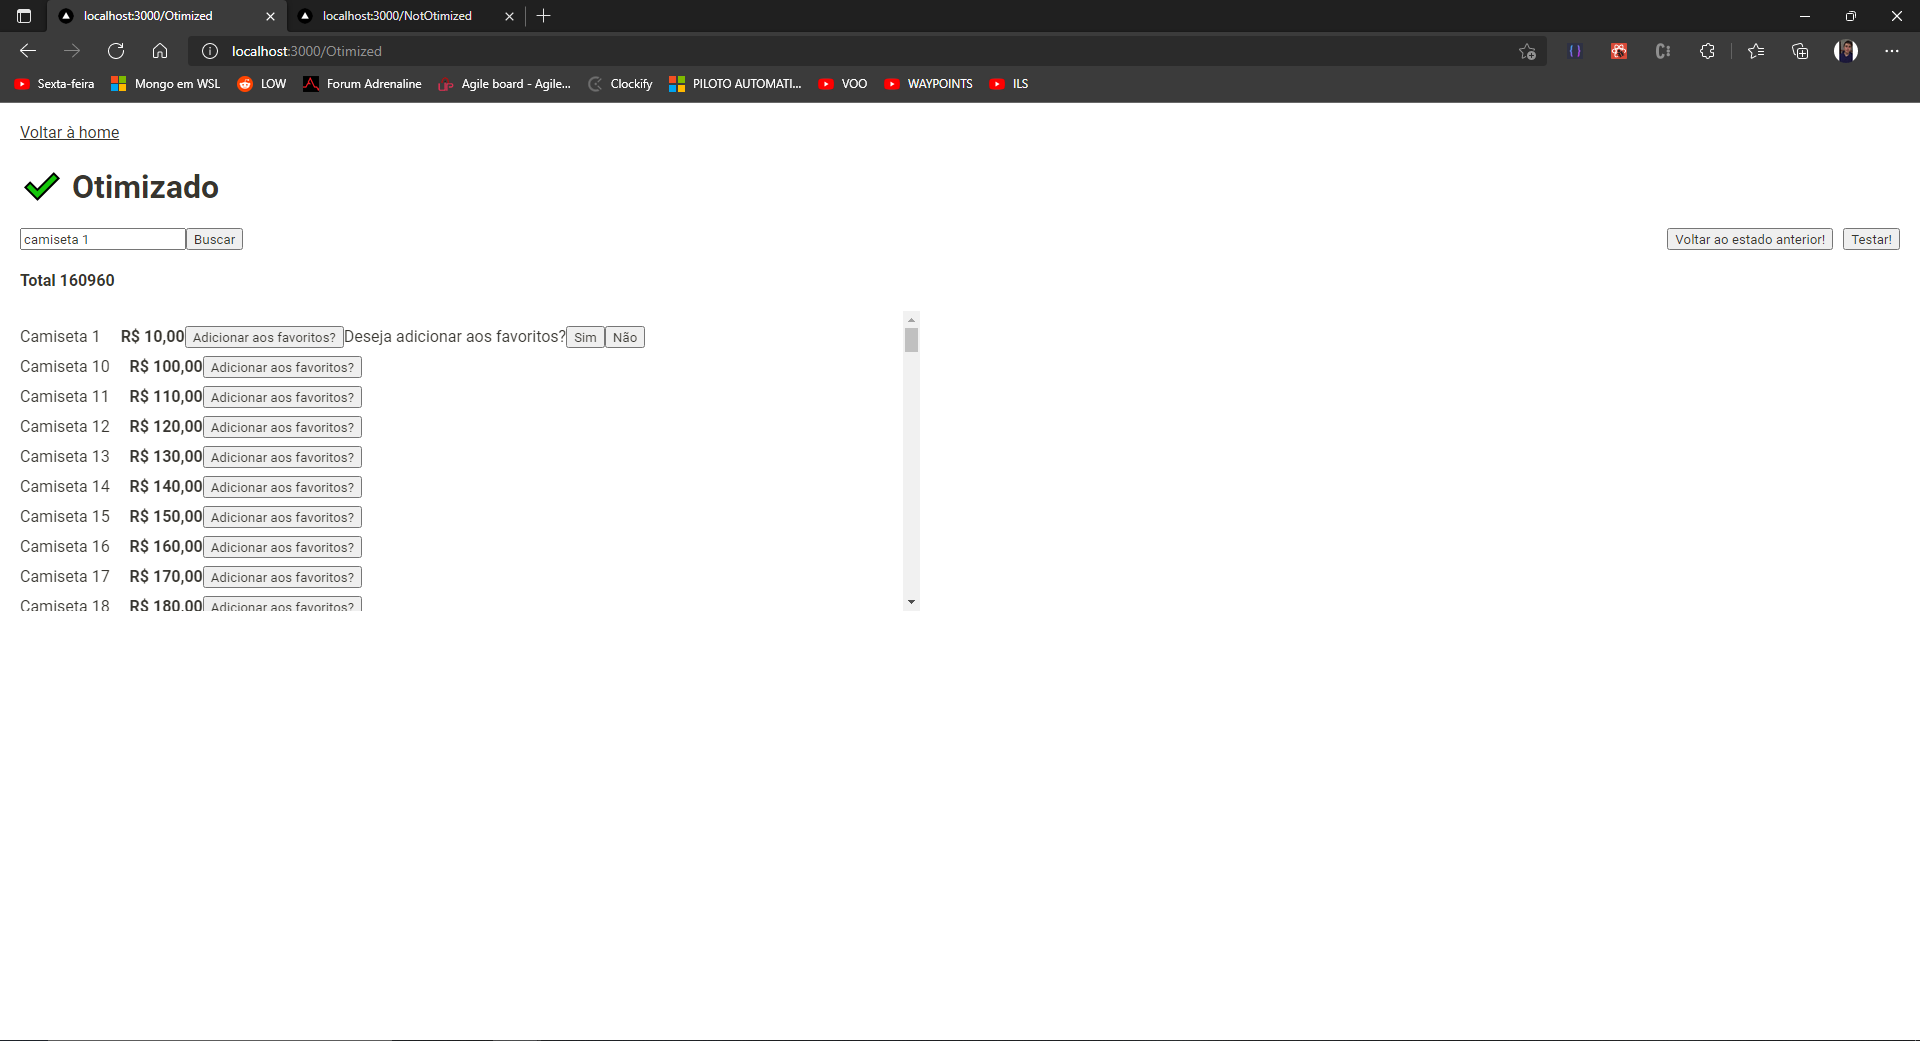 localhost:3000/Otimized
localhost:3000/NotOtimized
localhost:3000/Otimized
Sexta-feira
Mongo em WSL
LOW
Forum Adrenaline
Agile board - Agile...
Clockify
PILOTO AUTOMATI...
VOO
WAYPOINTS
ILS
Voltar à home
Otimizado
camiseta 1 Buscar
Voltar ao estado anterior! Testar!
Total 160960
Camiseta 1 R$ 10,00 Adicionar aos favoritos? Deseja adicionar aos favoritos? Sim Não
Camiseta 10 R$ 100,00 Adicionar aos favoritos?
Camiseta 11 R$ 110,00 Adicionar aos favoritos?
Camiseta 12 R$ 120,00 Adicionar aos favoritos?
Camiseta 13 R$ 130,00 Adicionar aos favoritos?
Camiseta 14 R$ 140,00 Adicionar aos favoritos?
Camiseta 15 R$ 150,00 Adicionar aos favoritos?
Camiseta 16 R$ 160,00 Adicionar aos favoritos?
Camiseta 17 R$ 170,00 Adicionar aos favoritos?
Camiseta 18 R$ 180,00 Adicionar aos favoritos?